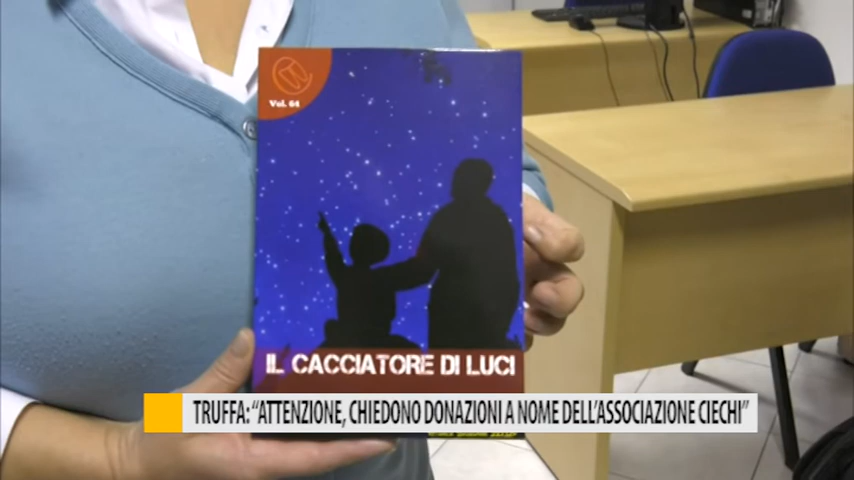 Vol. 64
IL CACCIATORE DI LUCI
TRUFFA: “ATTENZIONE, CHIEDONO DONAZIONI A NOME DELL’ASSOCIAZIONE CIECHI”